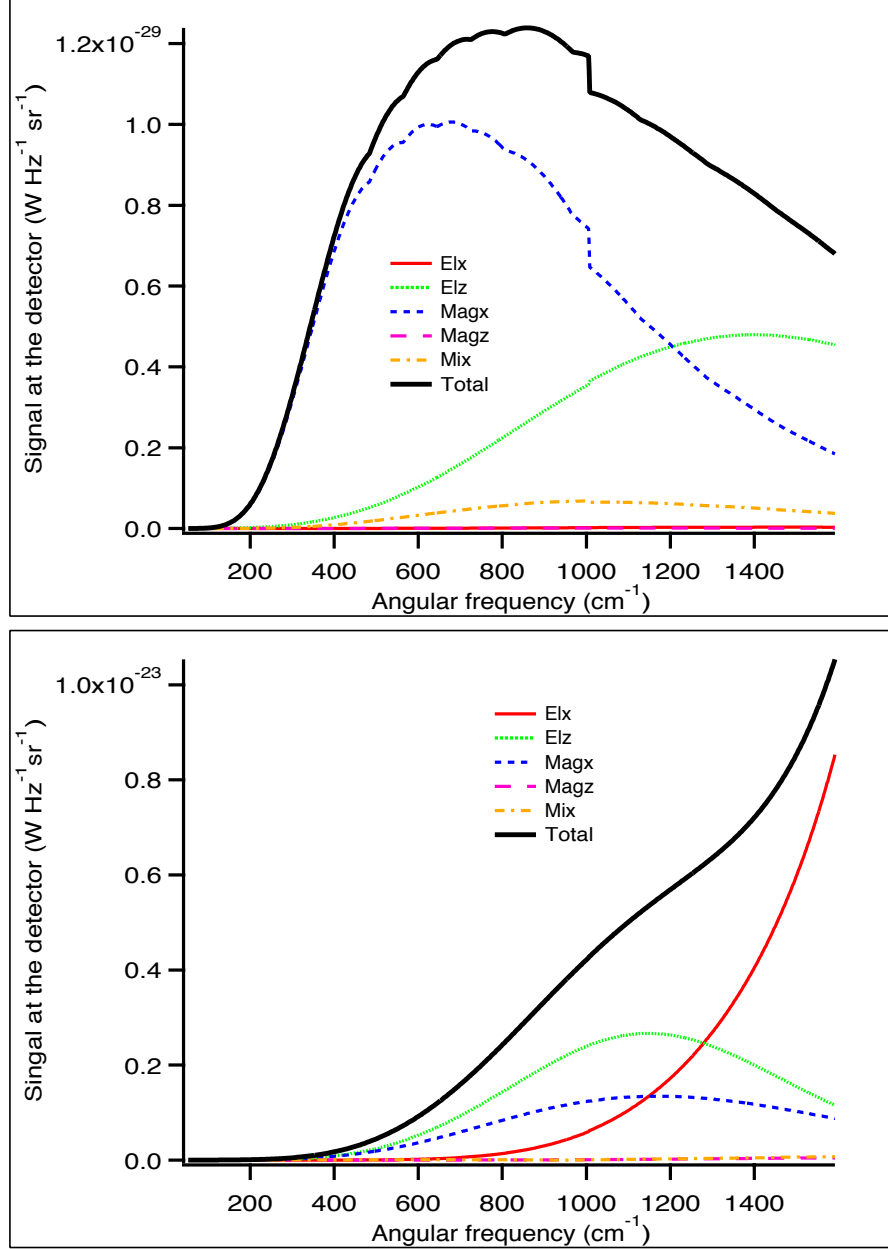 1.2x10⁻²⁹
1.0
0.8
0.6
0.4
0.2
0.0
Signal at the detector (W Hz⁻¹ sr⁻¹)
Elx
Elz
Magx
Magz
Mix
Total
200 400 600 800 1000 1200 1400
Angular frequency (cm⁻¹)
1.0x10⁻²³
0.8
0.6
0.4
0.2
0.0
Singal at the detector (W Hz⁻¹ sr⁻¹)
Elx
Elz
Magx
Magz
Mix
Total
200 400 600 800 1000 1200 1400
Angular frequency (cm⁻¹)